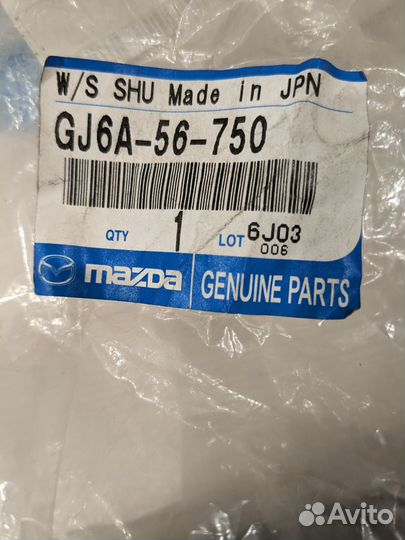 W/S SHU Made in JPN
GJ6A-56-750
QTY 1 LOT 6J03
006
mazda GENUINE PARTS
Avito